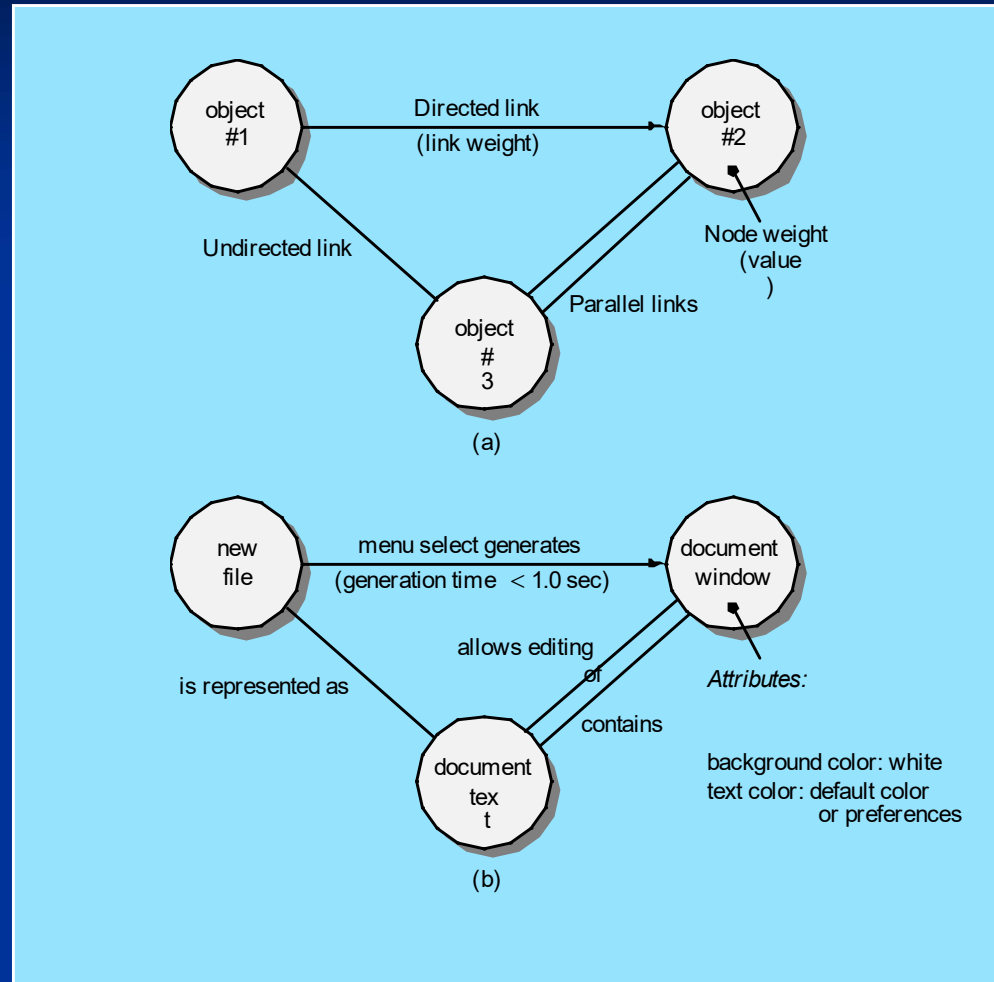 object
#1
Directed link
(link weight)
object
#2
Undirected link
Node weight
(value
)
Parallel links
object
#
3
(a)
new
file
menu select generates
(generation time < 1.0 sec)
document
window
allows editing
of
is represented as
Attributes:
contains
background color: white
text color: default color
or preferences
document
tex
t
(b)